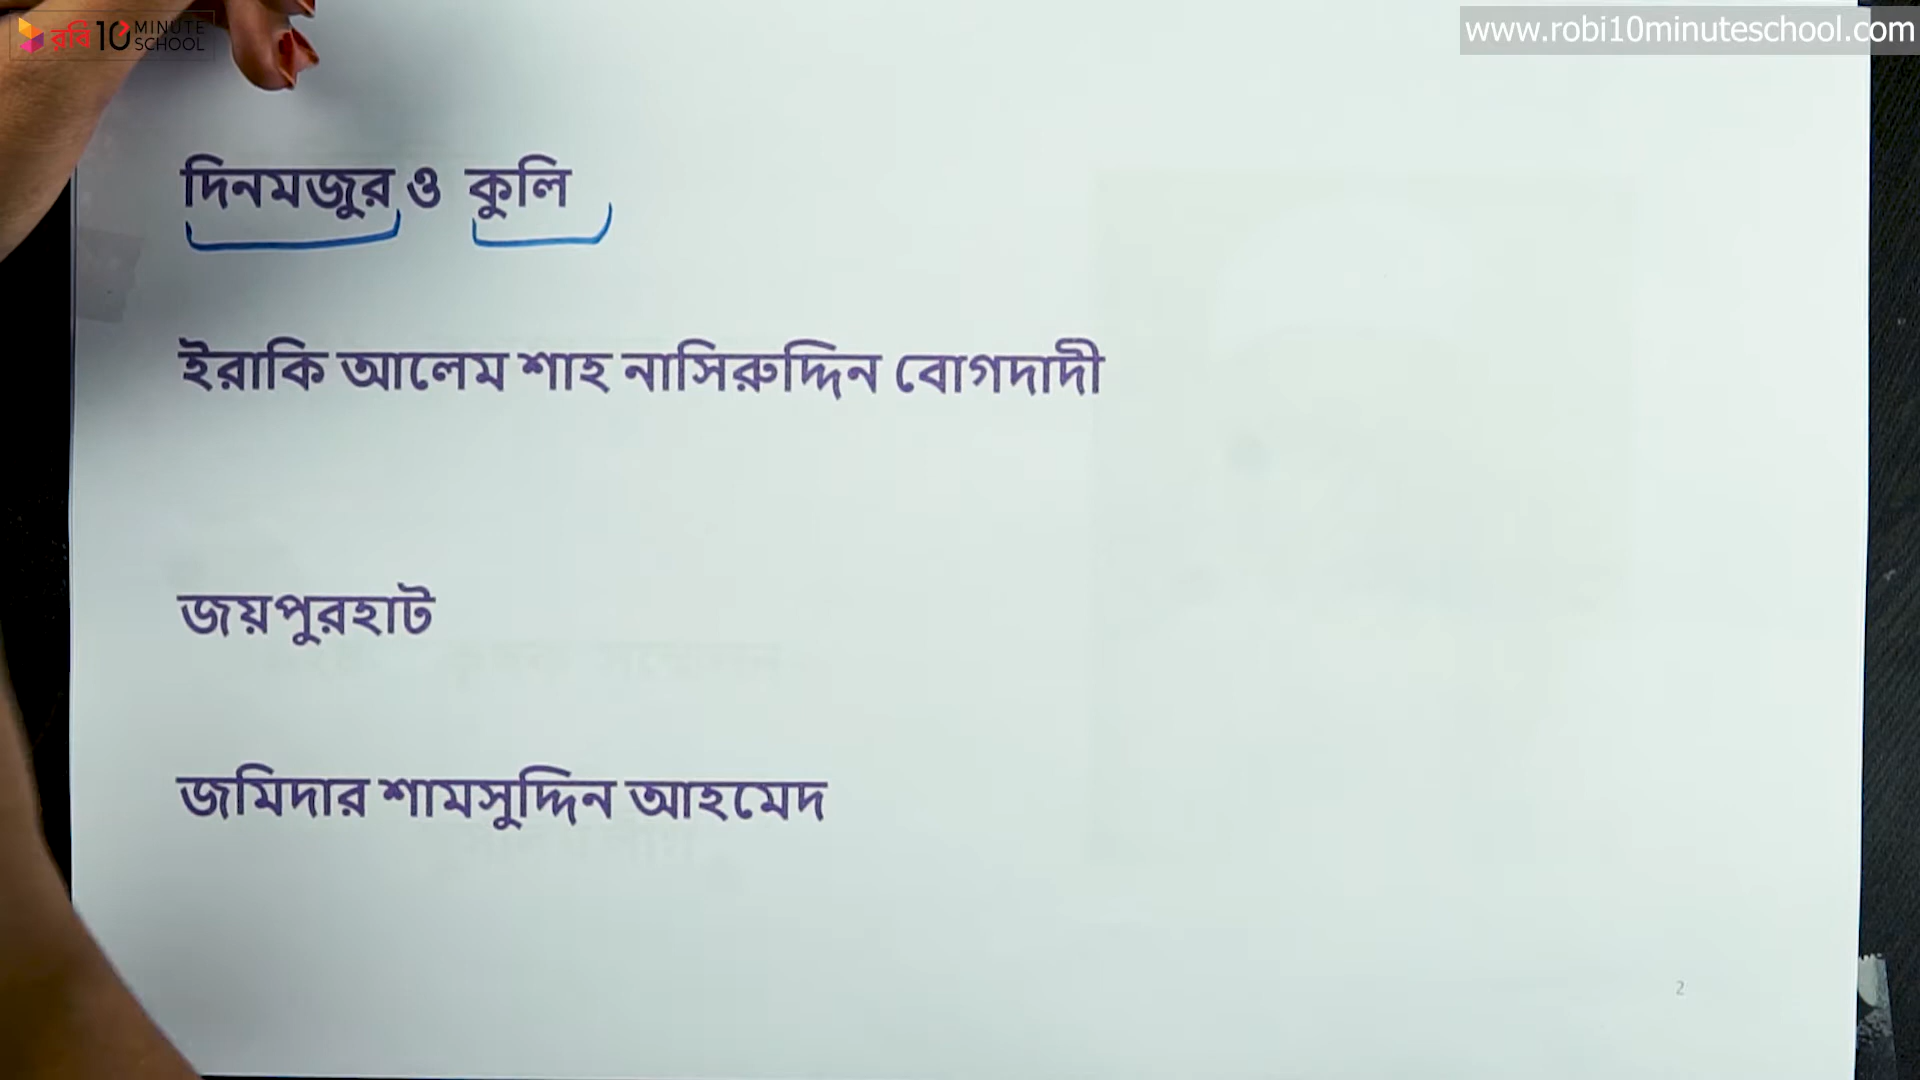 রবি 10 MINUTE SCHOOL
www.robi10minuteschool.com
দিনমজুর ও কুলি
ইরাকি আলেম শাহ নাসিরুদ্দিন বোগদাদী
জয়পুরহাট
জমিদার শামসুদ্দিন আহমেদ
2